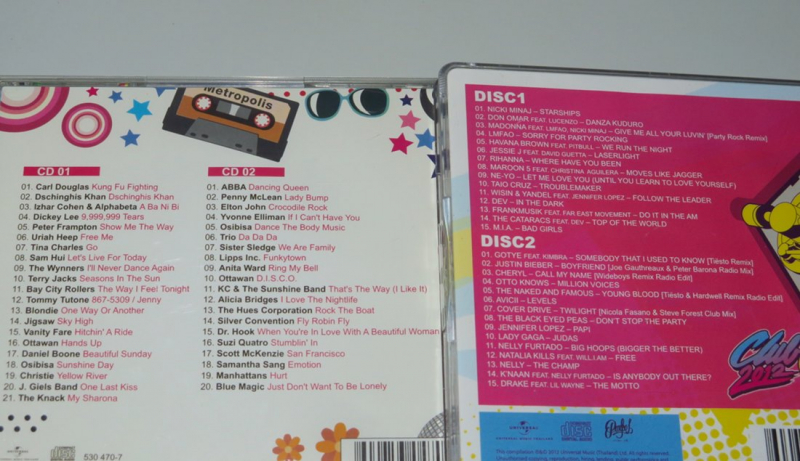 Metropolis
CD 01
01. Carl Douglas Kung Fu Fighting
02. Dschinghis Khan Dschinghis Khan
03. Izhar Cohen & Alphabeta A Ba Ni Bi
04. Dickey Lee 9,999,999 Tears
05. Peter Frampton Show Me The Way
06. Uriah Heep Free Me
07. Tina Charles Go
08. Sam Hui Let's Live For Today
09. The Wynners I'll Never Dance Again
10. Terry Jacks Seasons In The Sun
11. Bay City Rollers The Way I Feel Tonight
12. Tommy Tutone 867-5309 / Jenny
13. Blondie One Way Or Another
14. Jigsaw Sky High
15. Vanity Fare Hitchin' A Ride
16. Ottawan Hands Up
17. Daniel Boone Beautiful Sunday
18. Osibisa Sunshine Day
19. Christie Yellow River
20. J. Giels Band One Last Kiss
21. The Knack My Sharona
CD 02
01. ABBA Dancing Queen
02. Penny McLean Lady Bump
03. Elton John Crocodile Rock
04. Yvonne Elliman If I Can't Have You
05. Osibisa Dance The Body Music
06. Trio Da Da Da
07. Sister Sledge We Are Family
08. Lipps Inc. Funkytown
09. Anita Ward Ring My Bell
10. Ottawan D.I.S.C.O.
11. KC & The Sunshine Band That's The Way (I Like It)
12. Alicia Bridges I Love The Nightlife
13. The Hues Corporation Rock The Boat
14. Silver Convention Fly Robin Fly
15. Dr. Hook When You're In Love With A Beautiful Woman
16. Suzi Quatro Stumblin' In
17. Scott McKenzie San Francisco
18. Samantha Sang Emotion
19. Manhattans Hurt
20. Blue Magic Just Don't Want To Be Lonely
530 470-7
DISC1
01. NICKI MINAJ – STARSHIPS
02. DON OMAR FEAT. LUCENZO – DANZA KUDURO
03. MADONNA FEAT. LMFAO, NICKI MINAJ – GIVE ME ALL YOUR LUVIN' [Party Rock Remix]
04. LMFAO – SORRY FOR PARTY ROCKING
05. HAVANA BROWN FEAT. PITBULL – WE RUN THE NIGHT
06. JESSIE J FEAT. DAVID GUETTA – LASERLIGHT
07. RIHANNA – WHERE HAVE YOU BEEN
08. MAROON 5 FEAT. CHRISTINA AGUILERA – MOVES LIKE JAGGER
09. NE-YO – LET ME LOVE YOU (UNTIL YOU LEARN TO LOVE YOURSELF)
10. TAIO CRUZ – TROUBLEMAKER
11. WISIN & YANDEL FEAT. JENNIFER LOPEZ – FOLLOW THE LEADER
12. DEV – IN THE DARK
13. FRANKMUSIK FEAT. FAR EAST MOVEMENT – DO IT IN THE AM
14. THE CATARACS FEAT. DEV – TOP OF THE WORLD
15. M.I.A. – BAD GIRLS
DISC2
01. GOTYE FEAT. KIMBRA – SOMEBODY THAT I USED TO KNOW [Tiësto Remix]
02. JUSTIN BIEBER – BOYFRIEND [Joe Gauthreaux & Peter Barona Radio Mix]
03. CHERYL – CALL MY NAME [Wideboys Remix Radio Edit]
04. OTTO KNOWS – MILLION VOICES
05. THE NAKED AND FAMOUS – YOUNG BLOOD [Tiësto & Hardwell Remix Radio Edit]
06. AVICII – LEVELS
07. COVER DRIVE – TWILIGHT [Nicola Fasano & Steve Forest Club Mix]
08. THE BLACK EYED PEAS – DON'T STOP THE PARTY
09. JENNIFER LOPEZ – PAPI
10. LADY GAGA – JUDAS
11. NELLY FURTADO – BIG HOOPS (BIGGER THE BETTER)
12. NATALIA KILLS FEAT. WILL.I.AM – FREE
13. NELLY – THE CHAMP
14. K'NAAN FEAT. NELLY FURTADO – IS ANYBODY OUT THERE?
15. DRAKE FEAT. LIL WAYNE – THE MOTTO
Club
2012